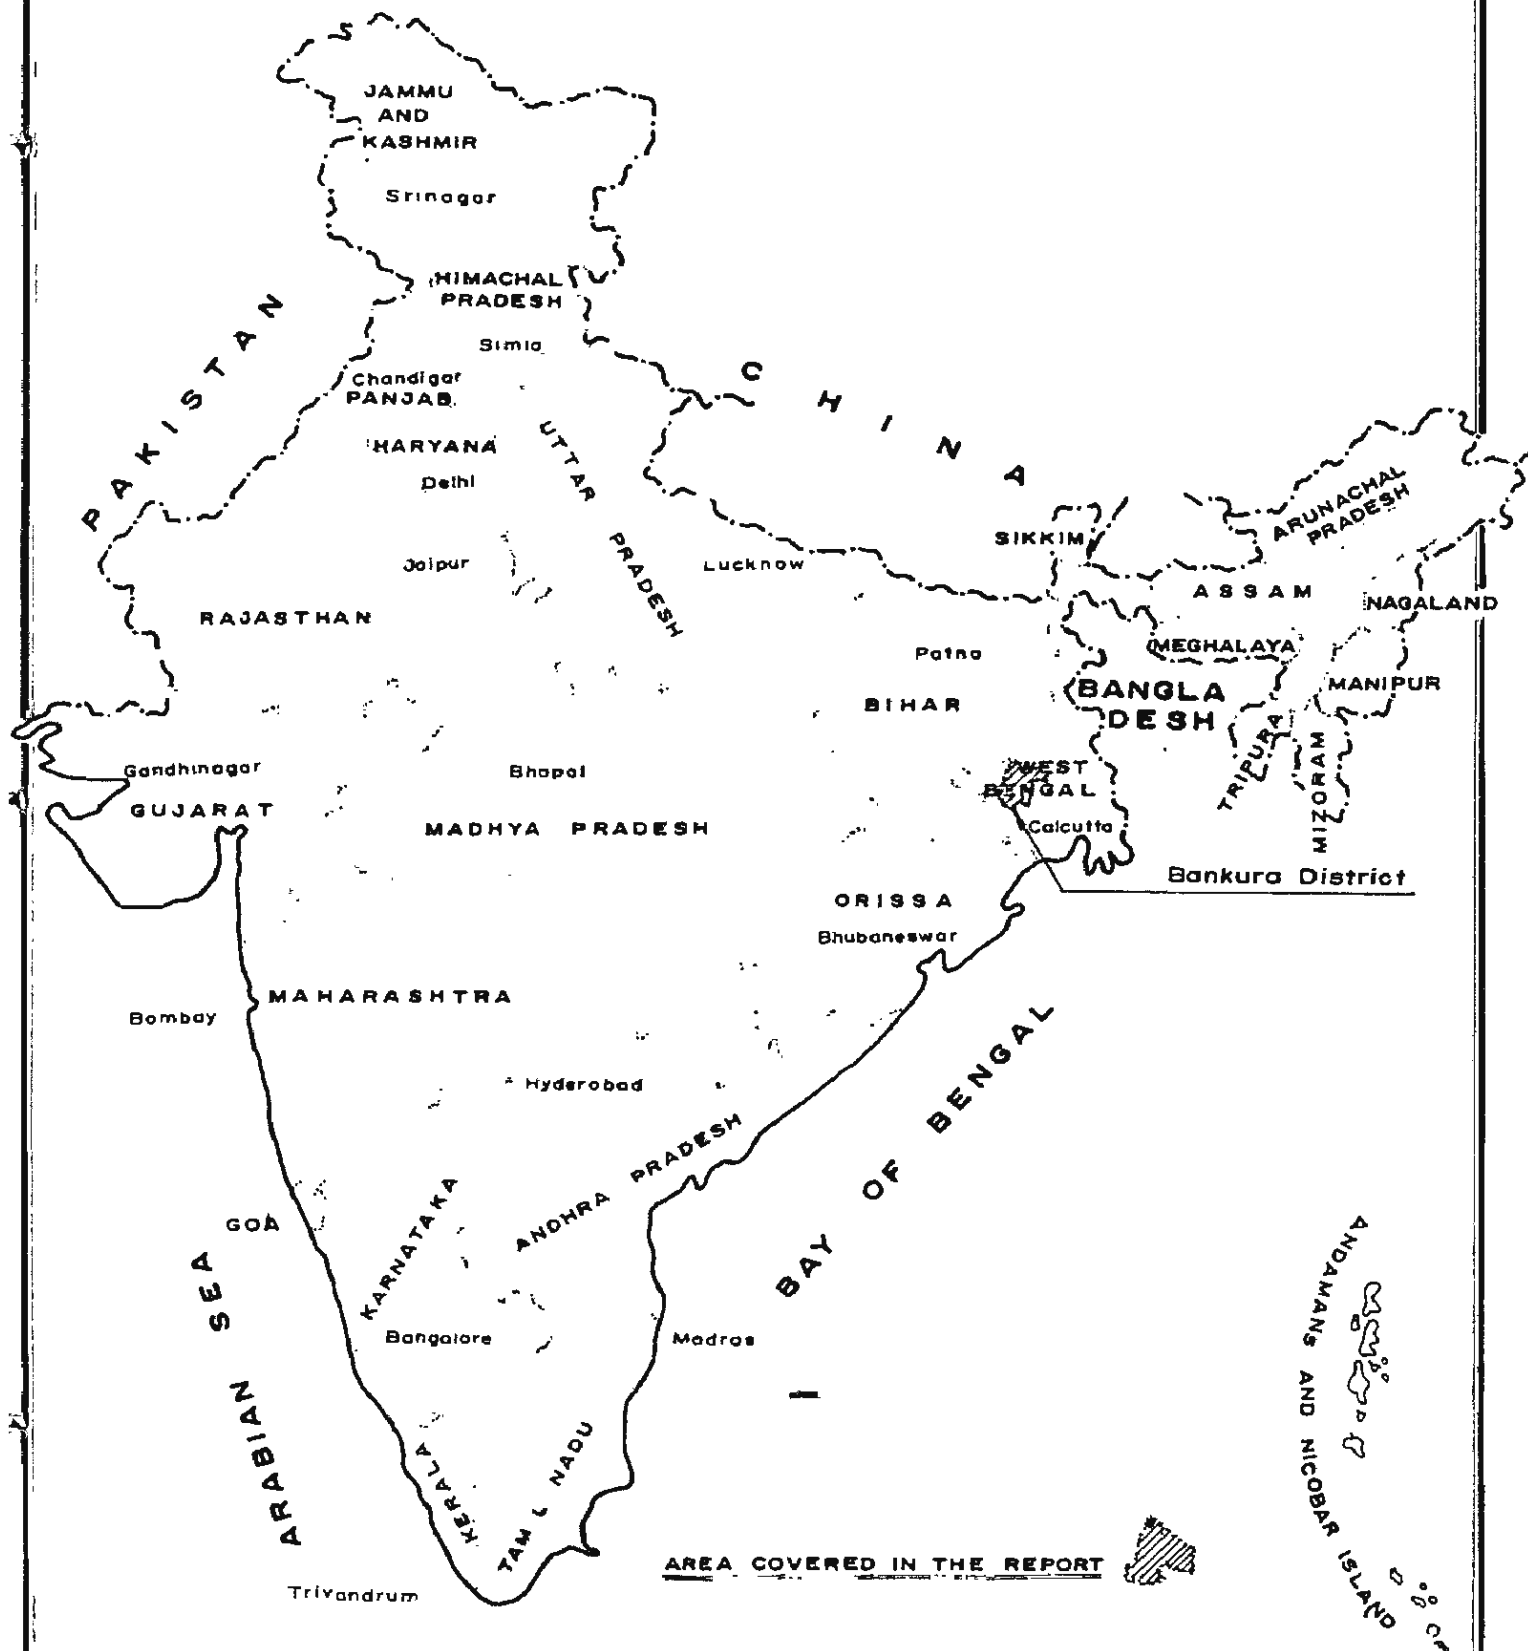 JAMMU
AND
KASHMIR
Srinagar
HIMACHAL
PRADESH
Simla
PAKISTAN
Chandigar
PANJAB
CHINA
HARYANA
Delhi
UTTAR PRADESH
Jaipur
Lucknow
RAJASTHAN
SIKKIM
ARUNACHAL
PRADESH
ASSAM
NAGALAND
Patna
MEGHALAYA
BIHAR
BANGLA
DESH
MANIPUR
TRIPURA
MIZORAM
Gandhinagar
GUJARAT
Bhopal
MADHYA PRADESH
WEST
BENGAL
Calcutta
Bankura District
ORISSA
Bhubaneswar
MAHARASHTRA
Bombay
Hyderabad
BAY OF BENGAL
ANDHRA PRADESH
KARNATAKA
GOA
ARABIAN SEA
Bangalore
Madras
ANDAMANS AND NICOBAR ISLAND
KERALA
TAMIL NADU
Trivandrum
AREA COVERED IN THE REPORT